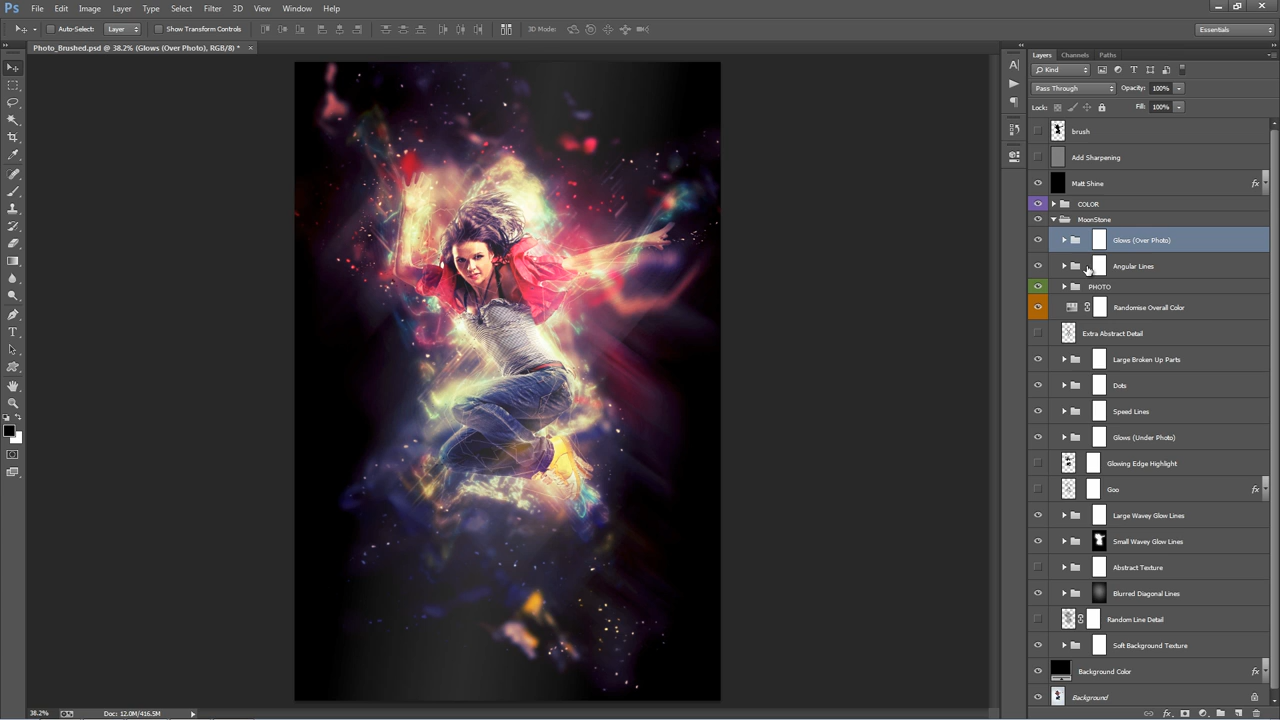 Ps File Edit Image Layer Type Select Filter 3D View Window Help
Auto-Select: Layer Show Transform Controls 3D Mode: Essentials
Photo_Brushed.psd @ 38.2% (Glows (Over Photo), RGB/8) * ×
Layers Channels Paths
Kind
Pass Through Opacity: 100%
Lock: Fill: 100%
brush
Add Sharpening
Matt Shine fx
COLOR
MoonStone
Glows (Over Photo)
Angular Lines
PHOTO
Randomise Overall Color
Extra Abstract Detail
Large Broken Up Parts
Dots
Speed Lines
Glows (Under Photo)
Glowing Edge Highlight
Goo fx
Large Wavey Glow Lines
Small Wavey Glow Lines
Abstract Texture
Blurred Diagonal Lines
Random Line Detail
Soft Background Texture
Background Color fx
Background
38.2% Doc: 12.0M/416.5M fx